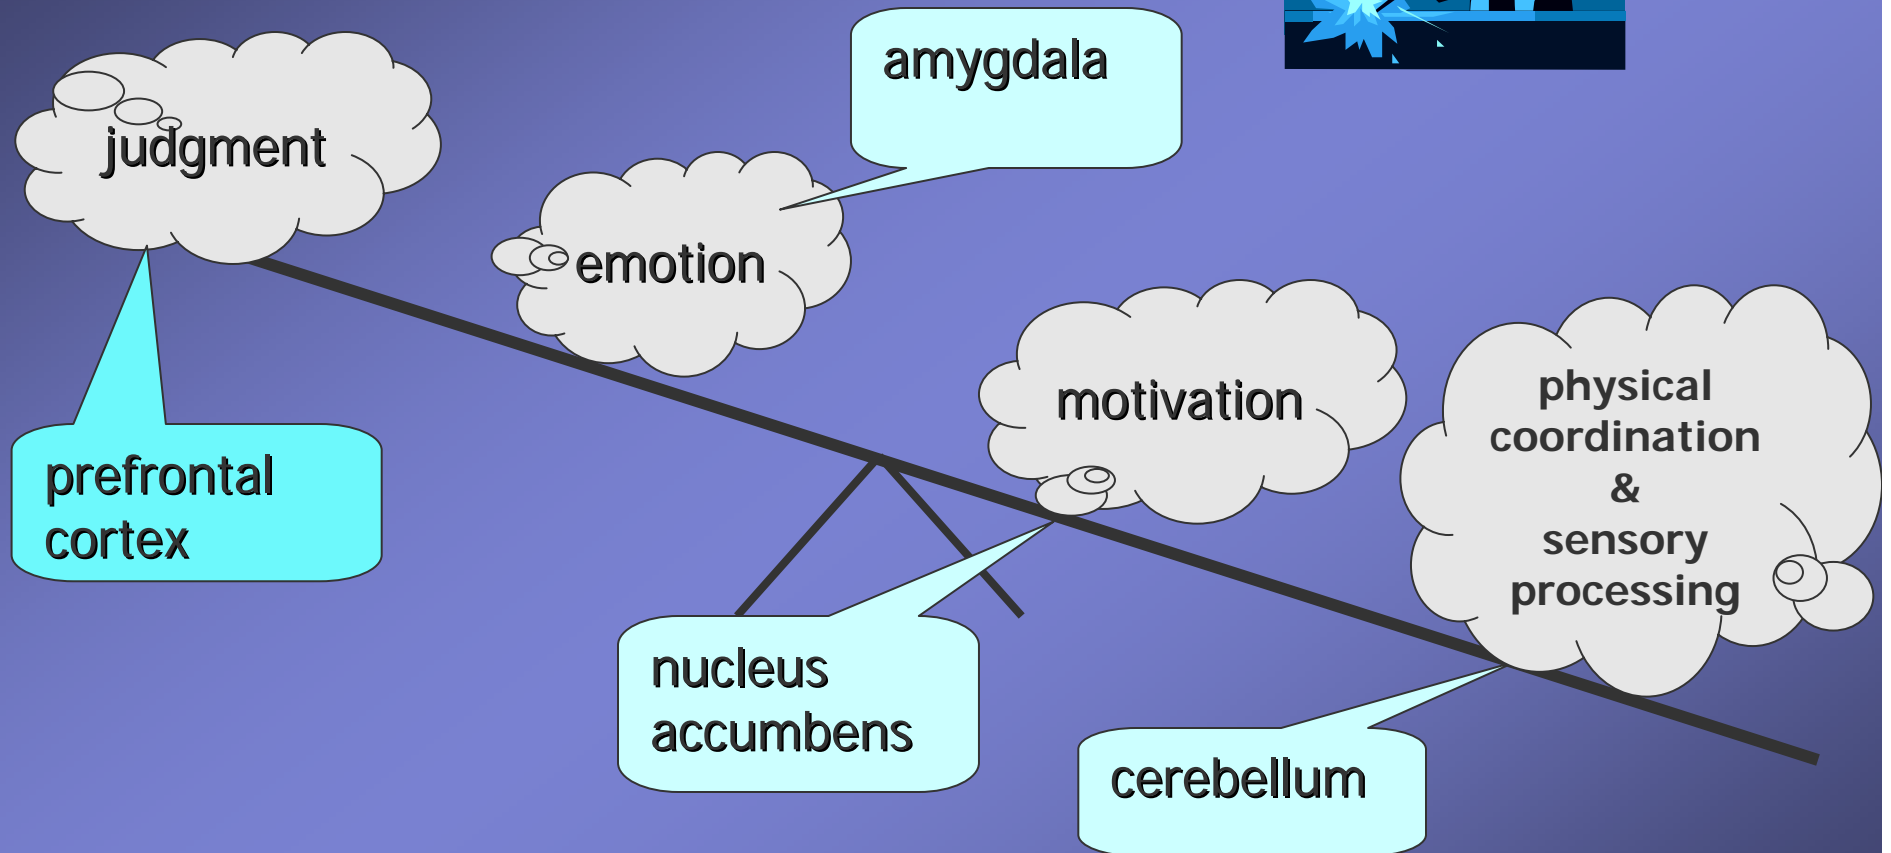 amygdala
judgment
emotion
motivation
physical
coordination
&
sensory
processing
prefrontal
cortex
nucleus
accumbens
cerebellum